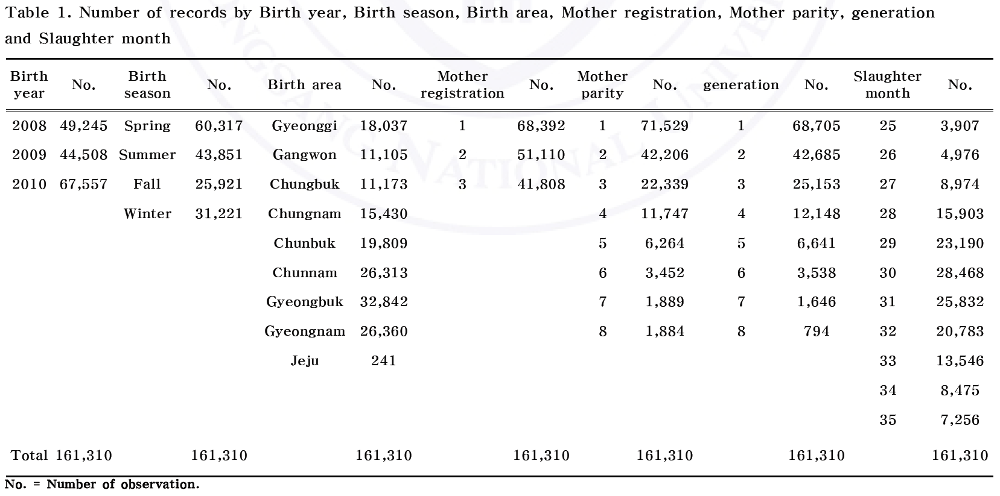 Table 1. Number of records by Birth year, Birth season, Birth area, Mother registration, Mother parity, generation
and Slaughter month
Birth year No. Birth season No. Birth area No. Mother registration No. Mother parity No. generation No. Slaughter month No.
2008 49,245 Spring 60,317 Gyeonggi 18,037 1 68,392 1 71,529 1 68,705 25 3,907
2009 44,508 Summer 43,851 Gangwon 11,105 2 51,110 2 42,206 2 42,685 26 4,976
2010 67,557 Fall 25,921 Chungbuk 11,173 3 41,808 3 22,339 3 25,153 27 8,974
Winter 31,221 Chungnam 15,430 4 11,747 4 12,148 28 15,903
Chunbuk 19,809 5 6,264 5 6,641 29 23,190
Chunnam 26,313 6 3,452 6 3,538 30 28,468
Gyeongbuk 32,842 7 1,889 7 1,646 31 25,832
Gyeongnam 26,360 8 1,884 8 794 32 20,783
Jeju 241 33 13,546
34 8,475
35 7,256
Total 161,310 161,310 161,310 161,310 161,310 161,310 161,310
No. = Number of observation.
NATIONAL